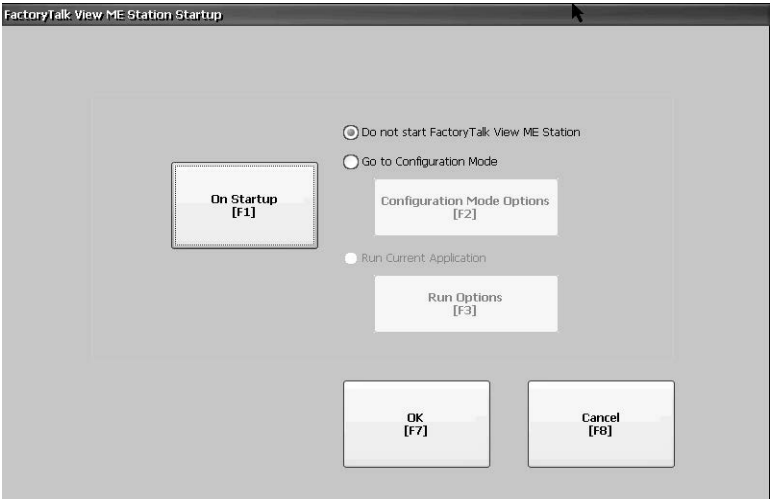 FactoryTalk View ME Station Startup
Do not start FactoryTalk View ME Station
Go to Configuration Mode
On Startup
[F1]
Configuration Mode Options
[F2]
Run Current Application
Run Options
[F3]
OK
[F7]
Cancel
[F8]